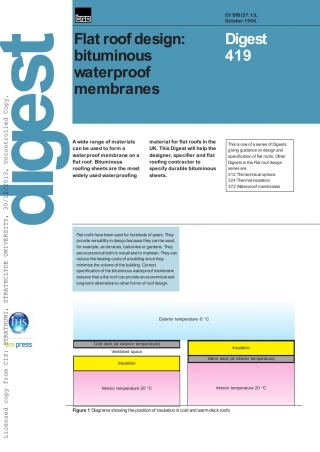 bre
CI/SfB (27.1)L
October 1996
Flat roof design:
bituminous
waterproof
membranes
Digest
419
digest
A wide range of materials
can be used to form a
waterproof membrane on a
flat roof. Bituminous
roofing sheets are the most
widely used waterproofing
material for flat roofs in the
UK. This Digest will help the
designer, specifier and flat
roofing contractor to
specify durable bituminous
sheets.
This is one of a series of Digests
giving guidance on design and
specification of flat roofs. Other
Digests in the Flat roof design
series are:
312 The technical options
324 Thermal insulation
372 Waterproof membranes
Flat roofs have been used for hundreds of years. They
provide versatility in design because they can be used,
for example, as terraces, balconies or gardens. They
are economical both to install and to maintain. They can
reduce the heating costs of a building since they
minimise the volume of the building. Correct
specification of the bituminous waterproof membrane
ensures that a flat roof can provide an economical and
long-term alternative to other forms of roof design.
IHS
bre press
Exterior temperature -5 °C
Cold deck (at exterior temperature)
Ventilated space
Insulation
Interior temperature 20 °C
Insulation
Warm deck (at interior temperature)
Interior temperature 20 °C
Figure 1 Diagrams showing the position of insulation in cold and warm-deck roofs
Licensed copy from CIS: STRATHUNI, STRATHCLYDE UNIVERSITY, 30/12/2013, Uncontrolled Copy.